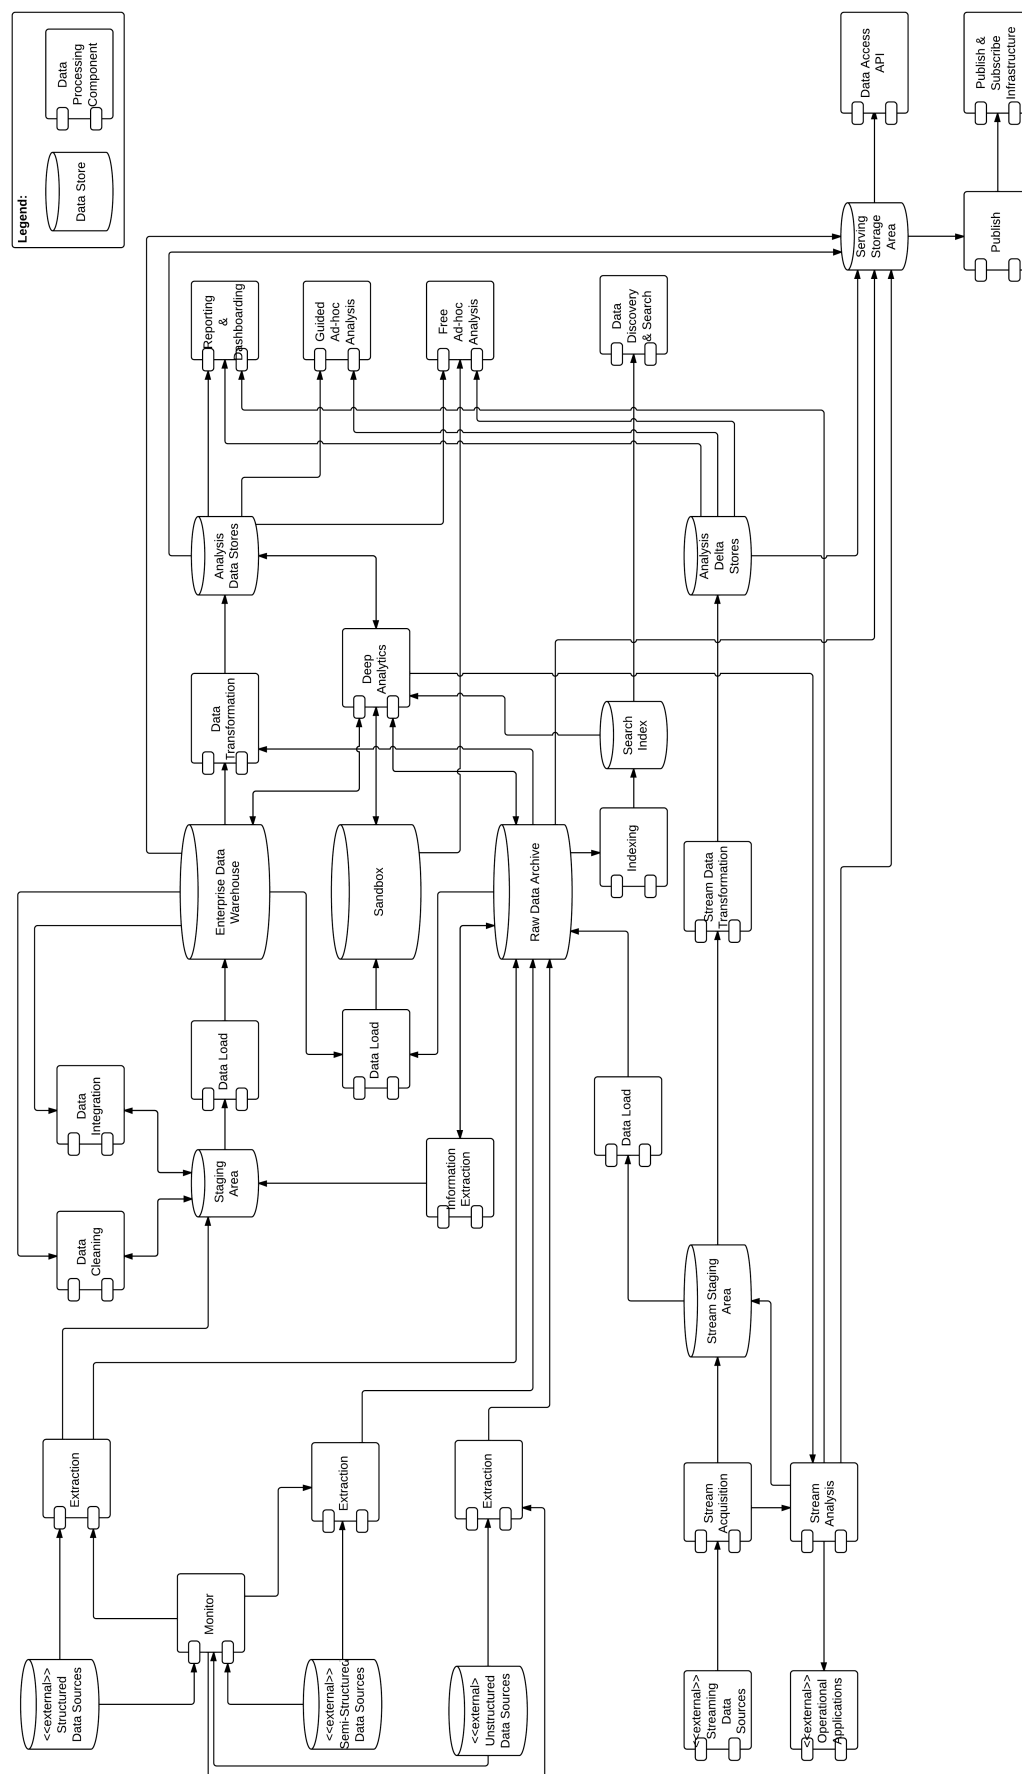 Legend:
Data Store
Data
Processing
Component
<<external>>
Structured
Data Sources
Extraction
Data
Cleaning
Data
Integration
Monitor
Staging
Area
Data Load
Enterprise Data
Warehouse
Data
Transformation
Analysis
Data Stores
Reporting
&
Dashboarding
<<external>>
Semi-Structured
Data Sources
Extraction
Data Load
Sandbox
Deep
Analytics
Guided
Ad-hoc
Analysis
<<external>
Unstructured
Data Sources
Extraction
Information
Extraction
Raw Data Archive
Free
Ad-hoc
Analysis
Data Load
Indexing
Search
Index
Data
Discovery
& Search
<<external>>
Streaming
Data
Sources
Stream
Acquisition
Stream Staging
Area
Stream Data
Transformation
Analysis
Delta
Stores
<<external>>
Operational
Applications
Stream
Analysis
Serving
Storage
Area
Data Access
API
Publish
Publish &
Subscribe
Infrastructure